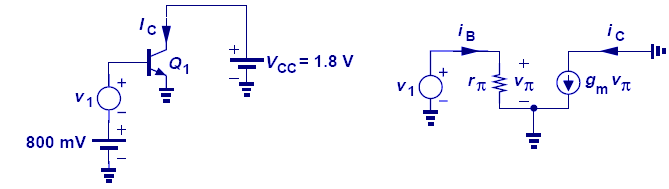 I_C
Q_1
+
−
V_CC = 1.8 V
v_1
+
−
800 mV
+
−
i_B
v_1
+
−
r_π
+
v_π
−
i_C
g_m v_π